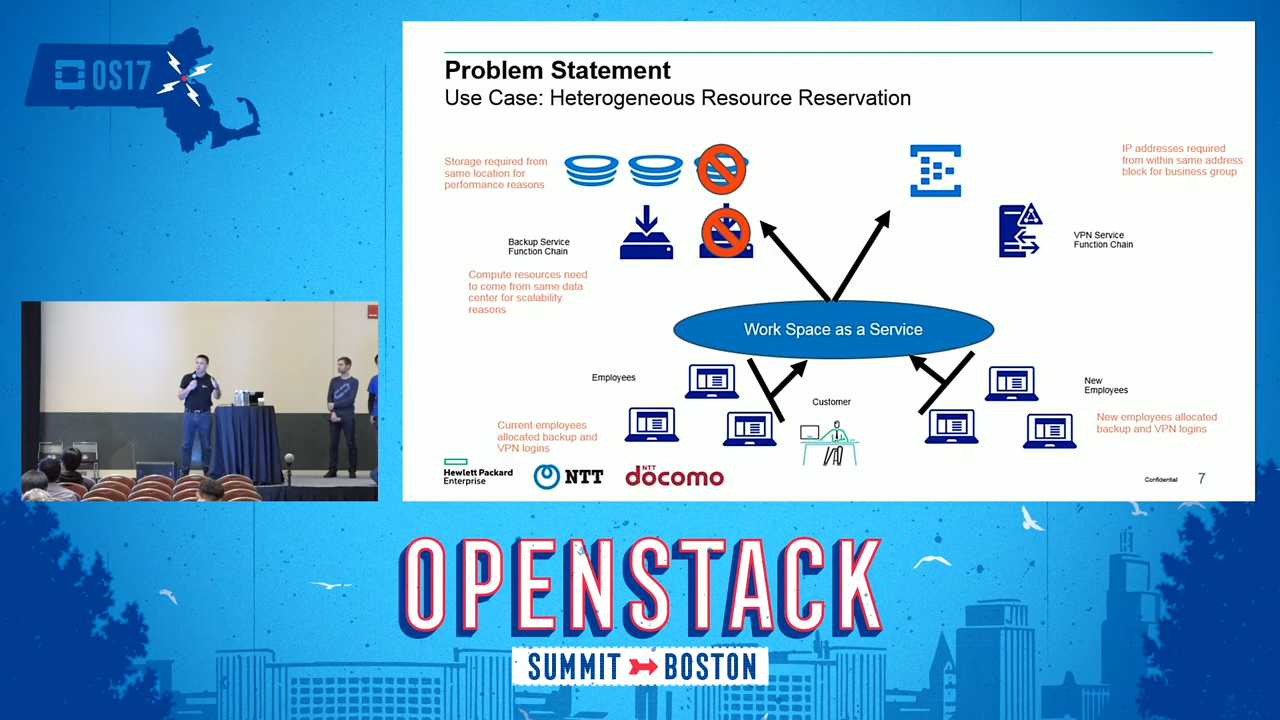 OS17
Problem Statement
Use Case: Heterogeneous Resource Reservation
Storage required from
same location for
performance reasons
IP addresses required
from within same address
block for business group
Backup Service
Function Chain
VPN Service
Function Chain
Compute resources need
to come from same data
center for scalability
reasons
Work Space as a Service
Employees
Customer
New
Employees
Current employees
allocated backup and
VPN logins
New employees allocated
backup and VPN logins
Hewlett Packard
Enterprise
NTT
NTT
döcomo
Confidential
7
OPENSTACK
SUMMIT BOSTON